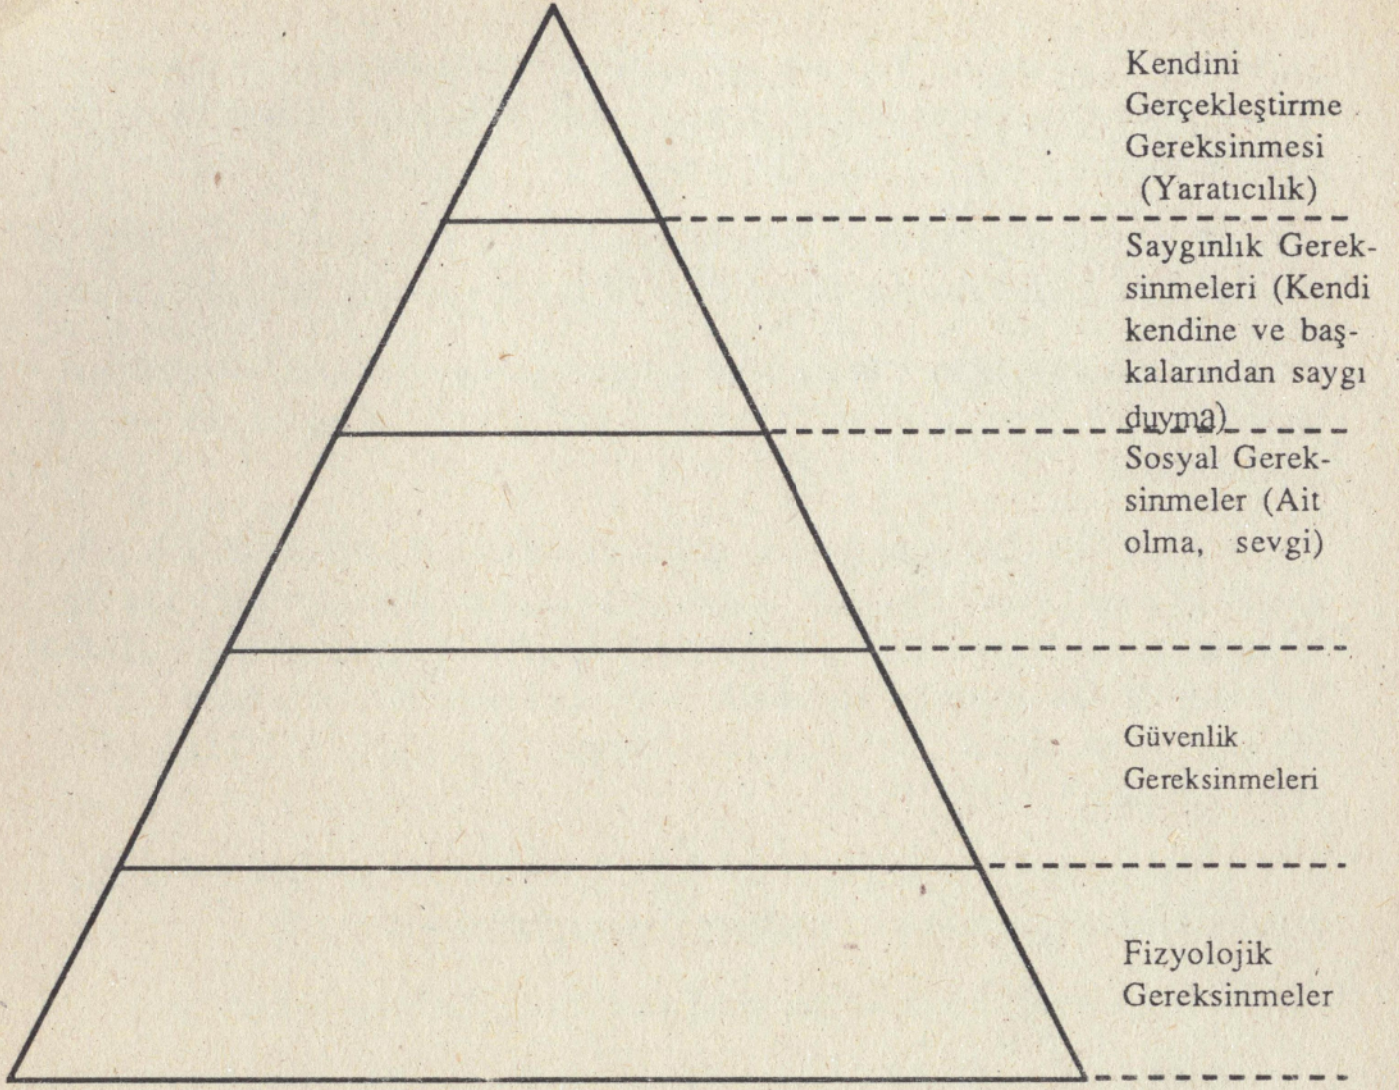 Kendini
Gerçekleştirme
Gereksinmesi
(Yaratıcılık)
Saygınlık Gerek-
sinmeleri (Kendi
kendine ve baş-
kalarından saygı
duyma)
Sosyal Gerek-
sinmeler (Ait
olma, sevgi)
Güvenlik
Gereksinmeleri
Fizyolojik
Gereksinmeler